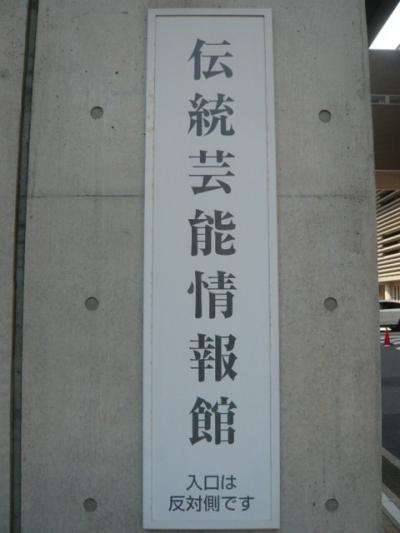 伝統芸能情報館
入口は
反対側です